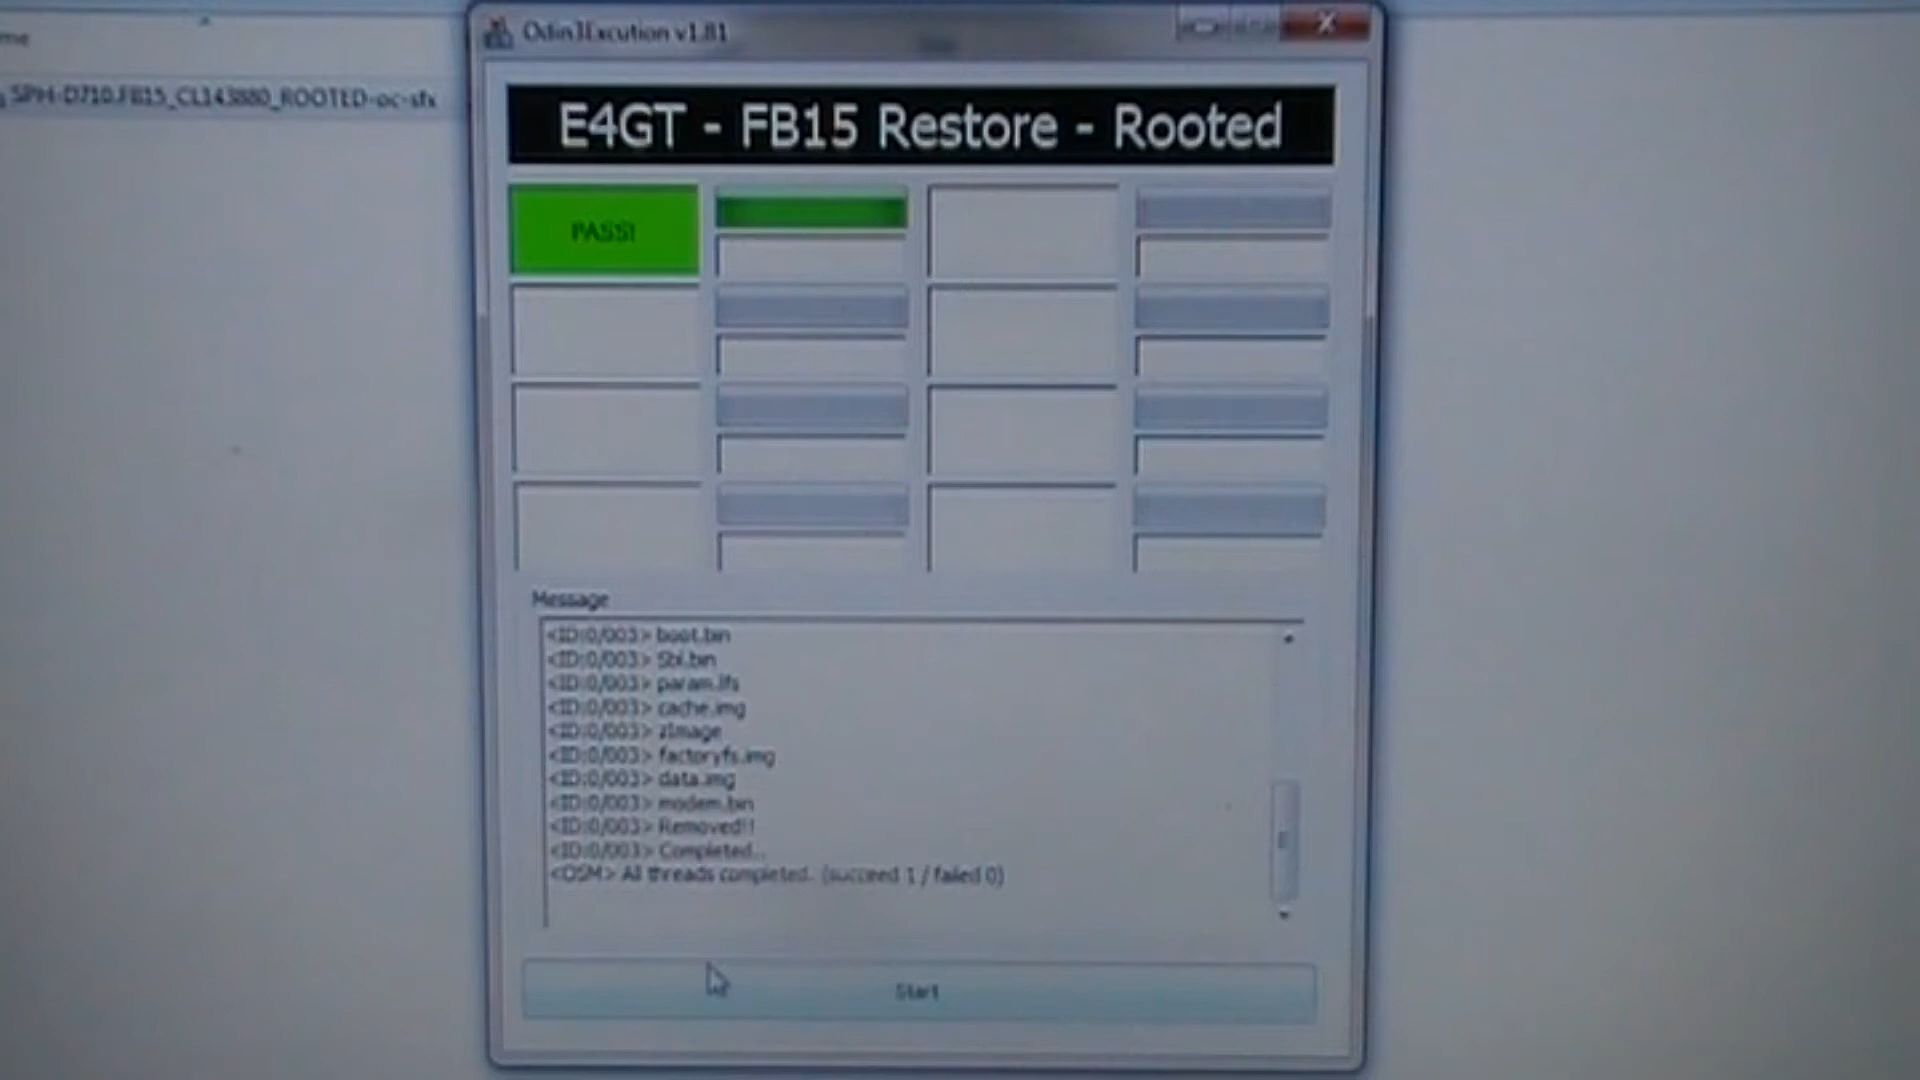 me
SPH-D710.FB15_CL143880_ROOTED-oc-sfx
Odin3Excution v1.81
E4GT - FB15 Restore - Rooted
PASS!
Message
<ID:0/003> boot.bin
<ID:0/003> Sbl.bin
<ID:0/003> param.lfs
<ID:0/003> cache.img
<ID:0/003> zImage
<ID:0/003> factoryfs.img
<ID:0/003> data.img
<ID:0/003> modem.bin
<ID:0/003> Removed!!
<ID:0/003> Completed..
<OSM> All threads completed. (succeed 1 / failed 0)
Start